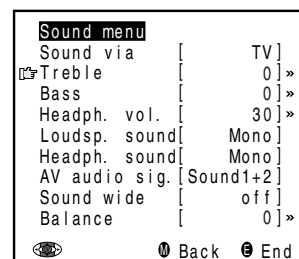 Sound menu
Sound via [ TV]
Treble [ 0]»
Bass [ 0]»
Headph. vol. [ 30]»
Loudsp. sound[ Mono]
Headph. sound[ Mono]
AV audio sig.[Sound1+2]
Sound wide [ off]
Balance [ 0]»
M Back E End